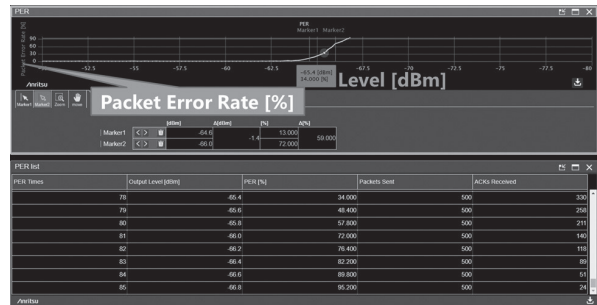 PER
PER
Marker1 Marker2
Packet Error Rate [%]
90
60
30
0
-52.5
-55
-57.5
-60
-62.5
-67.5
-70
-72.5
-75
-77.5
-80
-65.4 [dBm]
34.000 [%]
Level [dBm]
Anritsu
Packet Error Rate [%]
Marker1 Marker2 Zoom Initial
[dBm] Δ[dBm] [%] Δ[%]
Marker1 -64.6 13.000
-1.4 59.000
Marker2 -66.0 72.000
PER list
PER Times Output Level [dBm] PER [%] Packets Sent ACKs Received
78 -65.4 34.000 500 330
79 -65.6 48.400 500 258
80 -65.8 57.800 500 211
81 -66.0 72.000 500 140
82 -66.2 76.400 500 118
83 -66.4 82.200 500 89
84 -66.6 89.800 500 51
85 -66.8 95.200 500 24
Anritsu